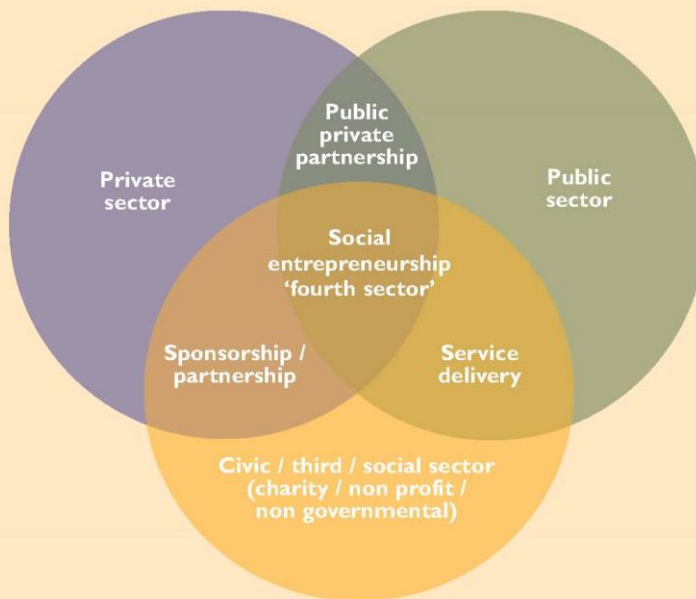 Public
private
partnership
Private
sector
Public
sector
Social
entrepreneurship
‘fourth sector’
Sponsorship /
partnership
Service
delivery
Civic / third / social sector
(charity / non profit /
non governmental)